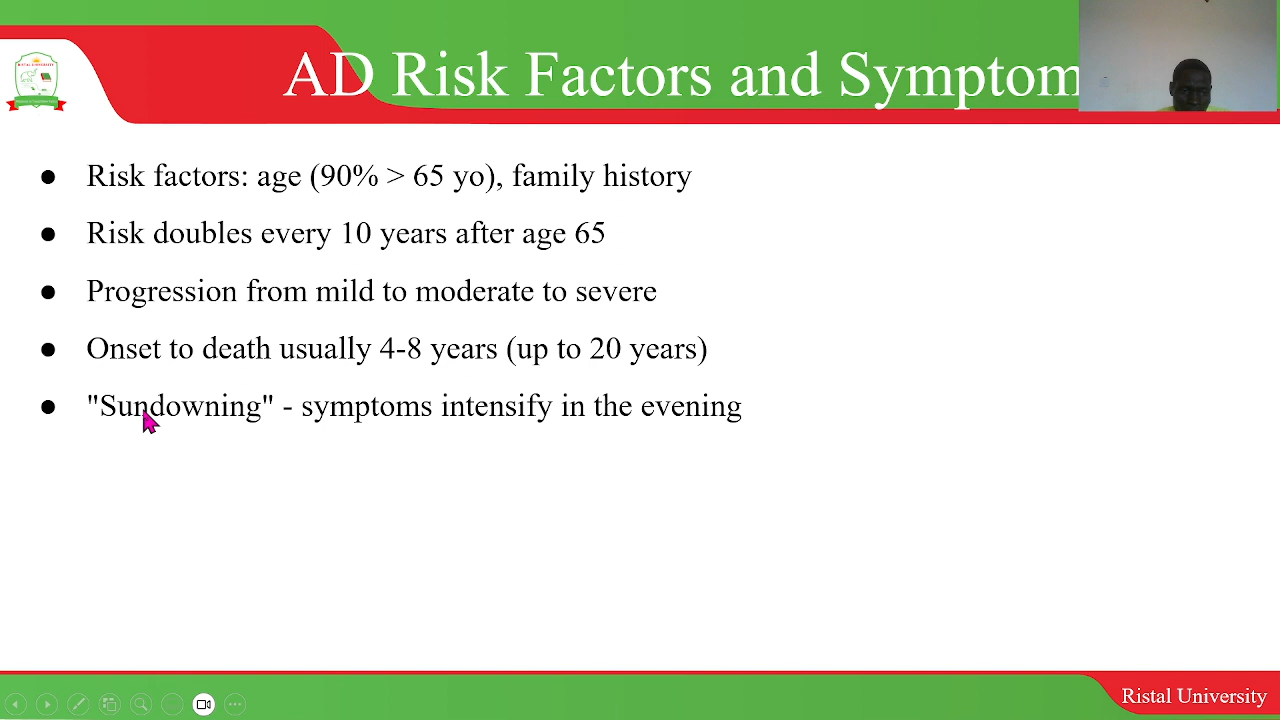 AD Risk Factors and Symptom
● Risk factors: age (90% > 65 yo), family history
● Risk doubles every 10 years after age 65
● Progression from mild to moderate to severe
● Onset to death usually 4-8 years (up to 20 years)
● "Sundowning" - symptoms intensify in the evening
Ristal University